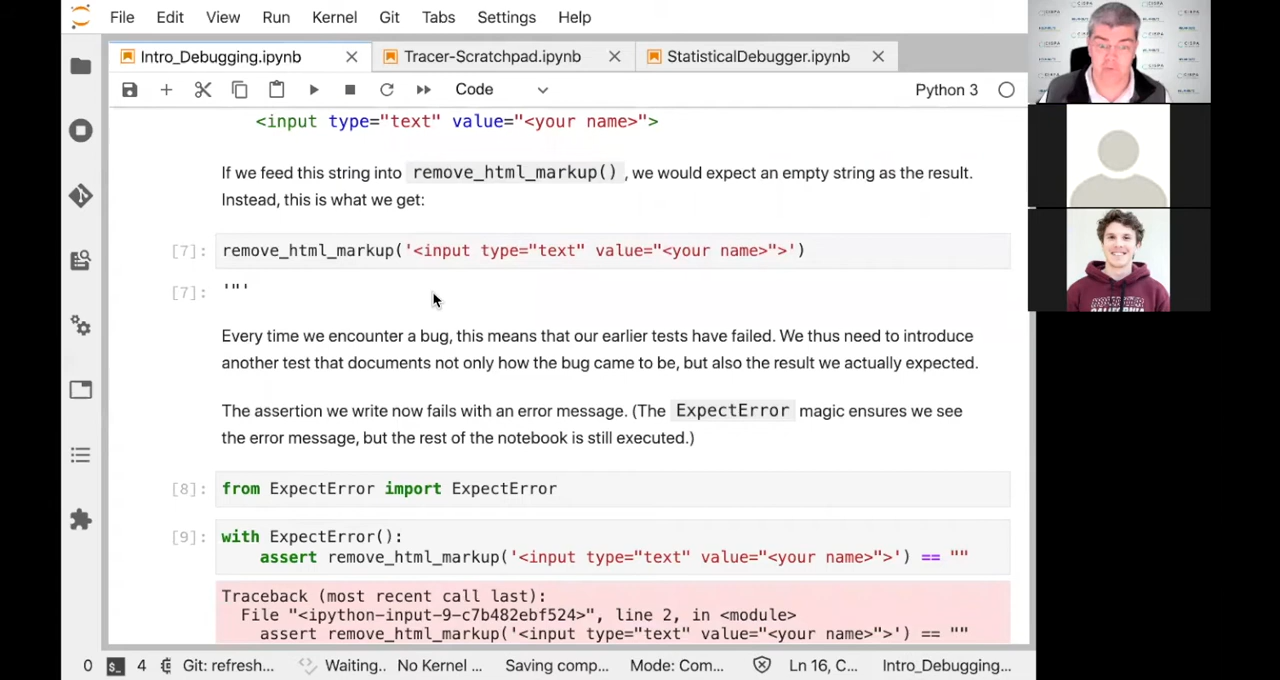 File Edit View Run Kernel Git Tabs Settings Help
Intro_Debugging.ipynb Tracer-Scratchpad.ipynb StatisticalDebugger.ipynb
Code Python 3
<input type="text" value="<your name>">
If we feed this string into remove_html_markup() , we would expect an empty string as the result.
Instead, this is what we get:
[7]: remove_html_markup('<input type="text" value="<your name>">')
[7]: '"'
Every time we encounter a bug, this means that our earlier tests have failed. We thus need to introduce
another test that documents not only how the bug came to be, but also the result we actually expected.
The assertion we write now fails with an error message. (The ExpectError magic ensures we see
the error message, but the rest of the notebook is still executed.)
[8]: from ExpectError import ExpectError
[9]: with ExpectError():
assert remove_html_markup('<input type="text" value="<your name>">') == ""
Traceback (most recent call last):
File "<ipython-input-9-c7b482ebf524>", line 2, in <module>
assert remove_html_markup('<input type="text" value="<your name>">') == ""
0 4 Git: refresh... Waiting.. No Kernel ... Saving comp... Mode: Com... Ln 16, C... Intro_Debugging...